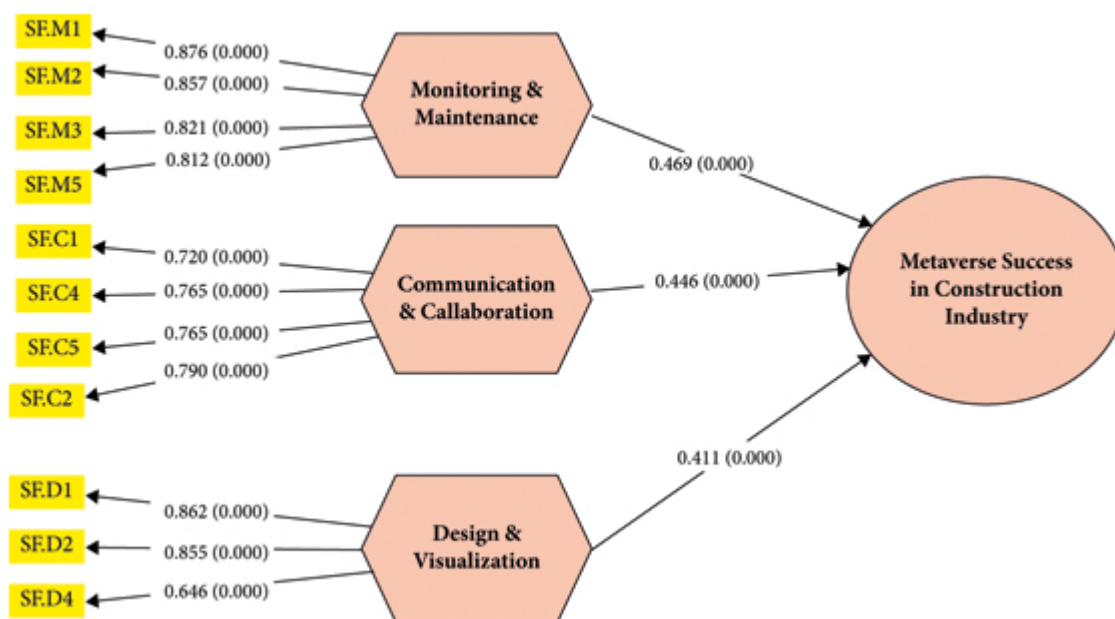 SF.M1
0.876 (0.000)
SF.M2
0.857 (0.000)
SF.M3
0.821 (0.000)
SF.M5
0.812 (0.000)
Monitoring &
Maintenance
0.469 (0.000)
SF.C1
0.720 (0.000)
SF.C4
0.765 (0.000)
SF.C5
0.765 (0.000)
SF.C2
0.790 (0.000)
Communication
& Callaboration
0.446 (0.000)
Metaverse Success
in Construction
Industry
SF.D1
0.862 (0.000)
SF.D2
0.855 (0.000)
SF.D4
0.646 (0.000)
Design &
Visualization
0.411 (0.000)